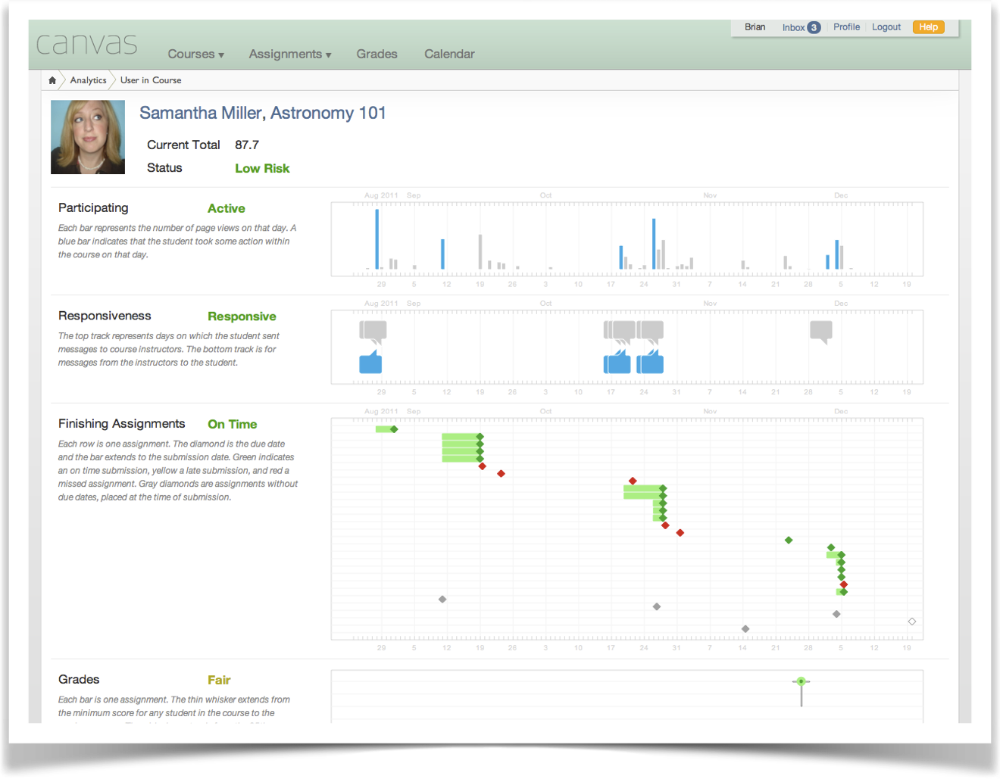 canvas
Courses Assignments Grades Calendar
Brian Inbox 3 Profile Logout Help
Analytics User in Course
Samantha Miller, Astronomy 101
Current Total 87.7
Status Low Risk
Participating Active
Each bar represents the number of page views on that day. A
blue bar indicates that the student took some action within
the course on that day.
Aug 2011 Sep Oct Nov Dec
29 5 12 19 26 3 10 17 24 31 7 14 21 28 5 12 19
Responsiveness Responsive
The top track represents days on which the student sent
messages to course instructors. The bottom track is for
messages from the instructors to the student.
Aug 2011 Sep Oct Nov Dec
29 5 12 19 26 3 10 17 24 31 7 14 21 28 5 12 19
Finishing Assignments On Time
Each row is one assignment. The diamond is the due date
and the bar extends to the submission date. Green indicates
an on time submission, yellow a late submission, and red a
missed assignment. Gray diamonds are assignments without
due dates, placed at the time of submission.
Aug 2011 Sep Oct Nov Dec
29 5 12 19 26 3 10 17 24 31 7 14 21 28 5 12 19
Grades Fair
Each bar is one assignment. The thin whisker extends from
the minimum score for any student in the course to the